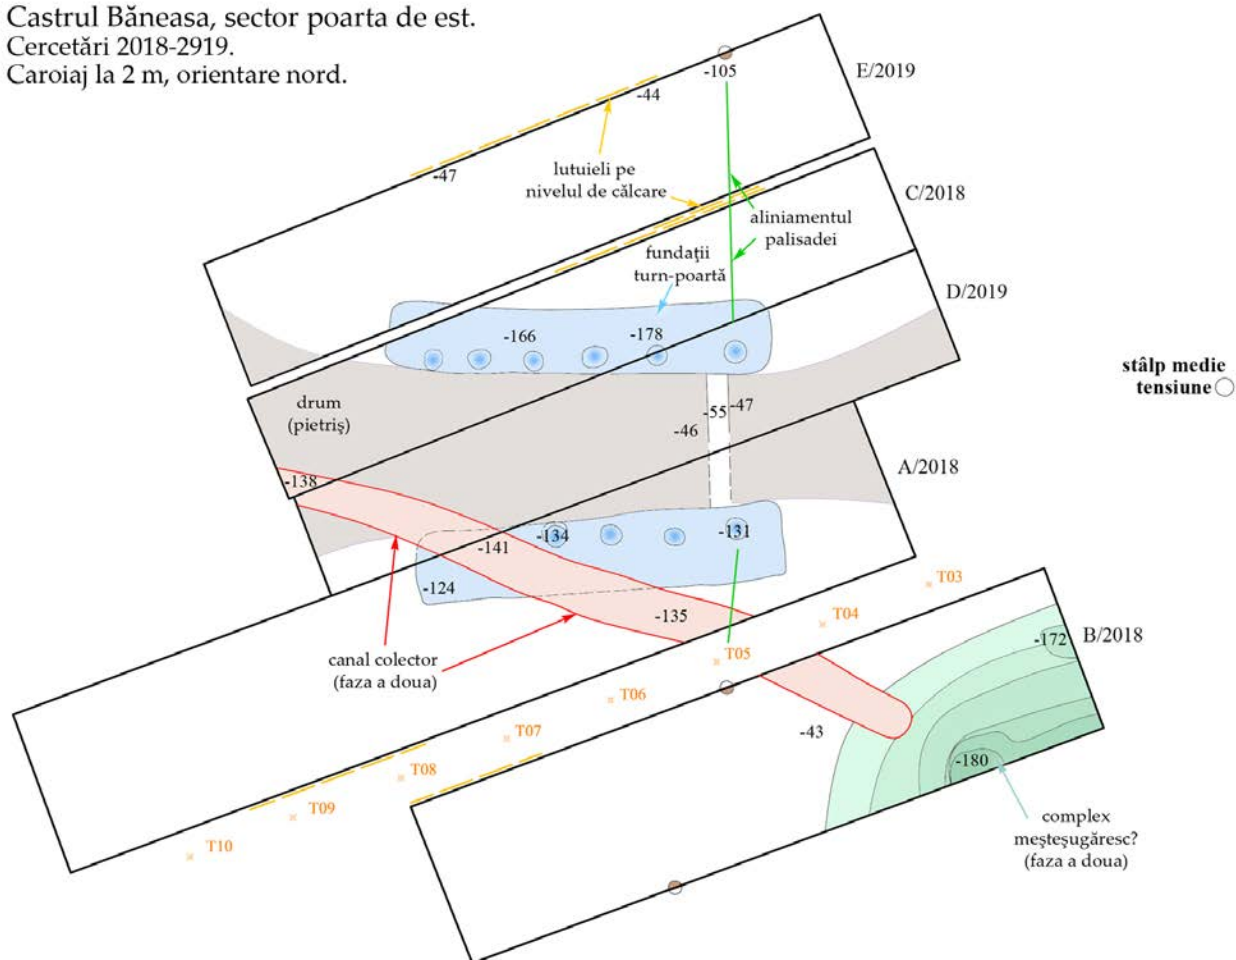 Castrul Băneasa, sector poarta de est.
Cercetări 2018-2919.
Caroiaj la 2 m, orientare nord.
-105
E/2019
-44
lutuieli pe
nivelul de călcare
-47
C/2018
aliniamentul
palisadei
fundații
turn-poartă
D/2019
-166
-178
stâlp medie
tensiune
drum
(pietriș)
-55
-47
-46
A/2018
-138
-134
-131
-141
-124
-135
T03
T04
T05
T06
T07
T08
T09
T10
B/2018
-172
canal colector
(faza a doua)
-43
-180
complex
meșteșugăresc?
(faza a doua)